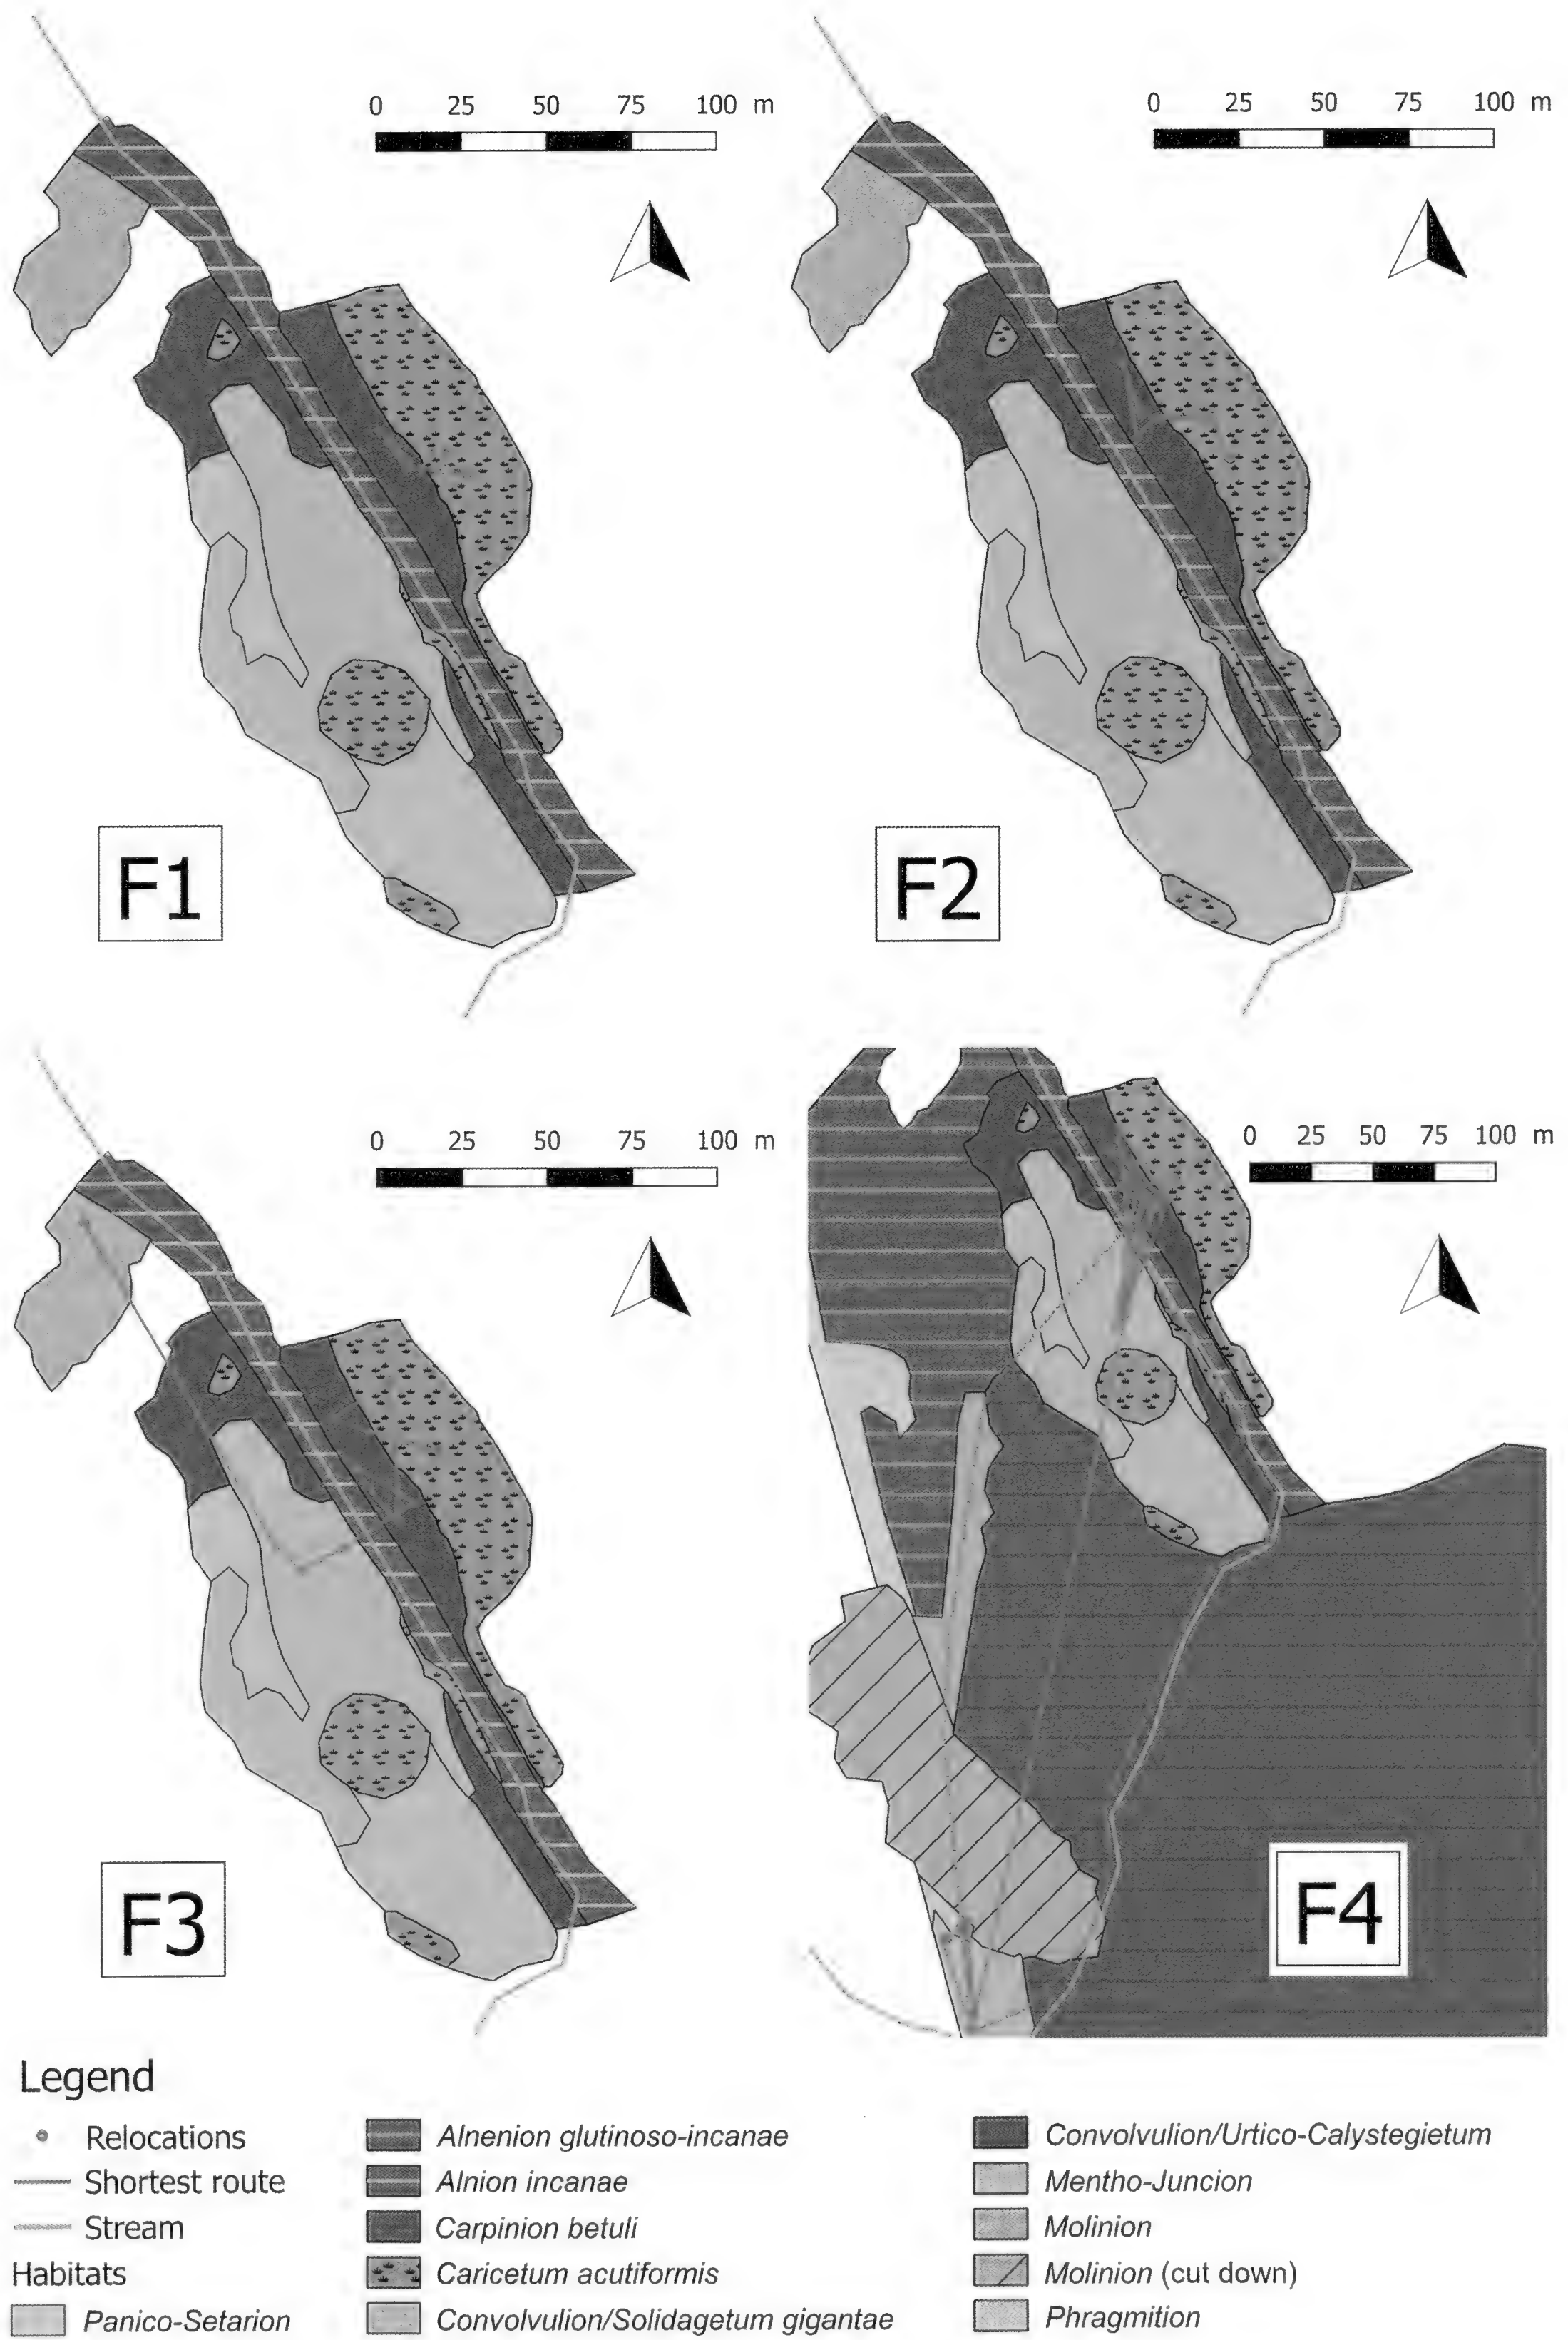 0 25 50 75 100 m
0 25 50 75 100 m
F1
F2
0 25 50 75 100 m
0 25 50 75 100 m
F3
F4
Legend
Relocations
Shortest route
Stream
Habitats
Panico-Setarion
Alnenion glutinoso-incanae
Alnion incanae
Carpinion betuli
Caricetum acutiformis
Convolvulion/Solidagetum gigantae
Convolvulion/Urtico-Calystegietum
Mentho-Juncion
Molinion
Molinion (cut down)
Phragmition